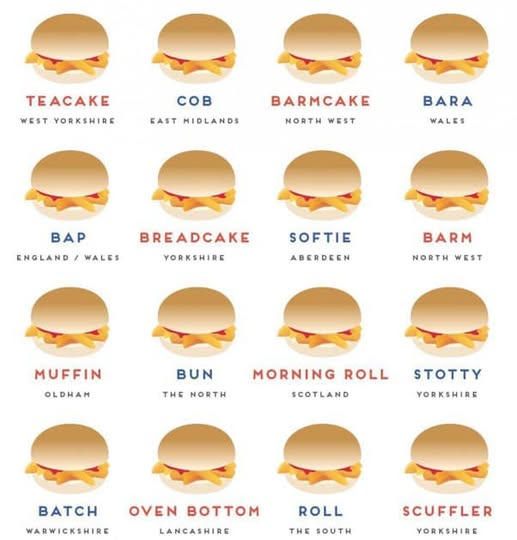 TEACAKE COB BARMCAKE BARA
WEST YORKSHIRE EAST MIDLANDS NORTH WEST WALES
BAP BREADCAKE SOFTIE BARM
ENGLAND / WALES YORKSHIRE ABERDEEN NORTH WEST
MUFFIN BUN MORNING ROLL STOTTY
OLDHAM THE NORTH SCOTLAND YORKSHIRE
BATCH OVEN BOTTOM ROLL SCUFFLER
WARWICKSHIRE LANCASHIRE THE SOUTH YORKSHIRE